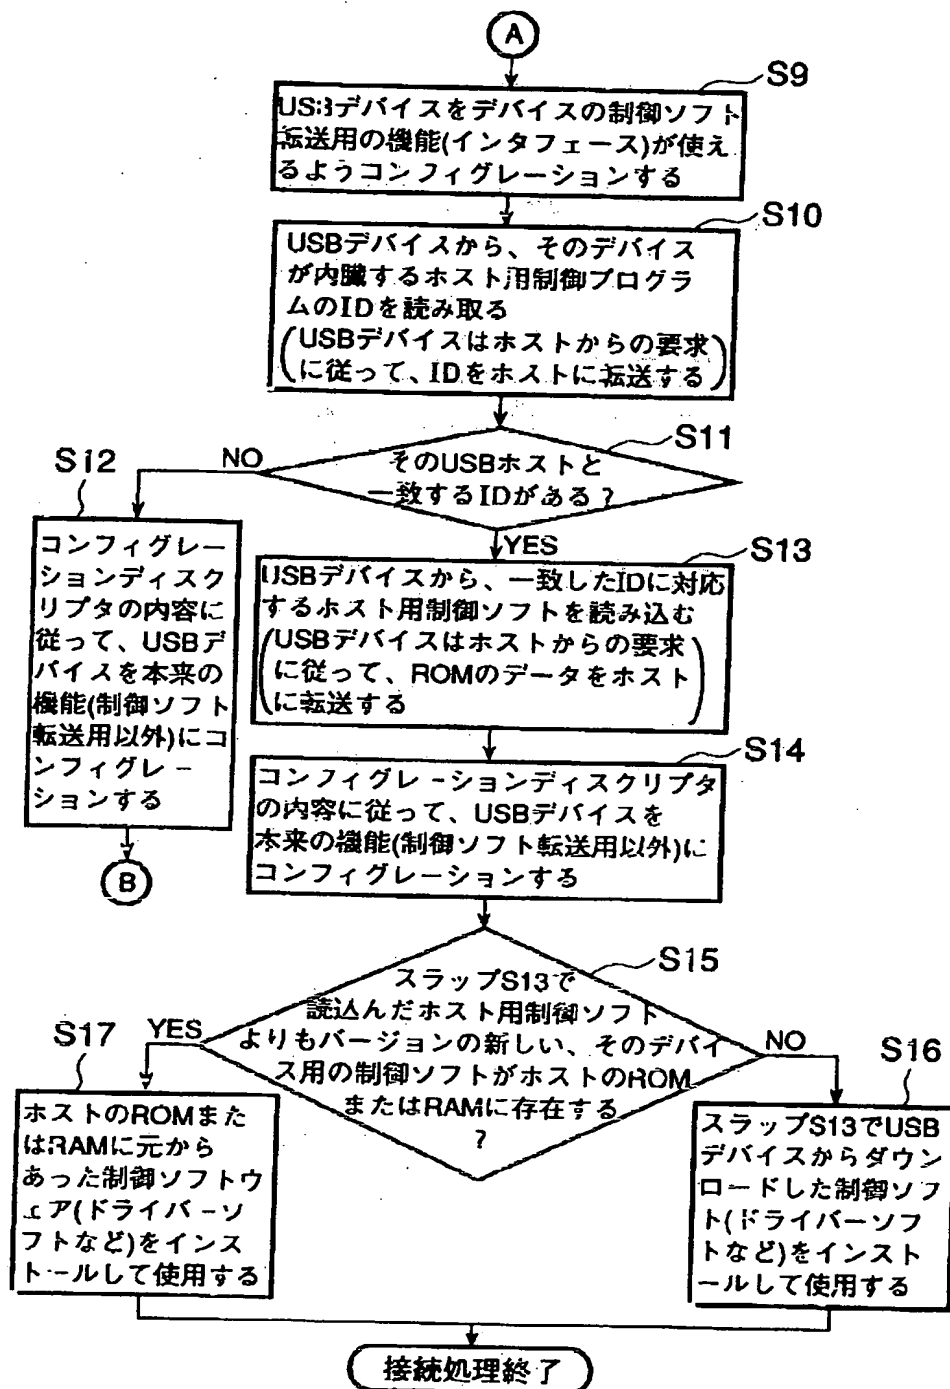 A
S9
USBデバイスをデバイスの制御ソフト
転送用の機能(インタフェース)が使え
るようコンフィグレーションする
S10
USBデバイスから、そのデバイス
が内臓するホスト用制御プログラ
ムのIDを読み取る
(USBデバイスはホストからの要求
に従って、IDをホストに転送する)
S11
そのUSBホストと
一致するIDがある?
NO
S12
コンフィグレー
ションディスク
リプタの内容に
従って、USBデ
バイスを本来の
機能(制御ソフト
転送用以外)にコ
ンフィグレー
ションする
B
YES
S13
USBデバイスから、一致したIDに対応
するホスト用制御ソフトを読み込む
(USBデバイスはホストからの要求
に従って、ROMのデータをホスト
に転送する)
S14
コンフィグレーションディスクリプタ
の内容に従って、USBデバイスを
本来の機能(制御ソフト転送用以外)に
コンフィグレーションする
S15
スラップS13で
読込んだホスト用制御ソフト
よりもバージョンの新しい、そのデバイ
ス用の制御ソフトがホストのROM
またはRAMに存在する
?
YES
S17
ホストのROMまた
はRAMに元から
あった制御ソフトウ
ェア(ドライバーソ
フトなど)をインス
トールして使用する
NO
S16
スラップS13でUSB
デバイスからダウン
ロードした制御ソフ
ト(ドライバーソフ
トなど)をインスト
ールして使用する
接続処理終了